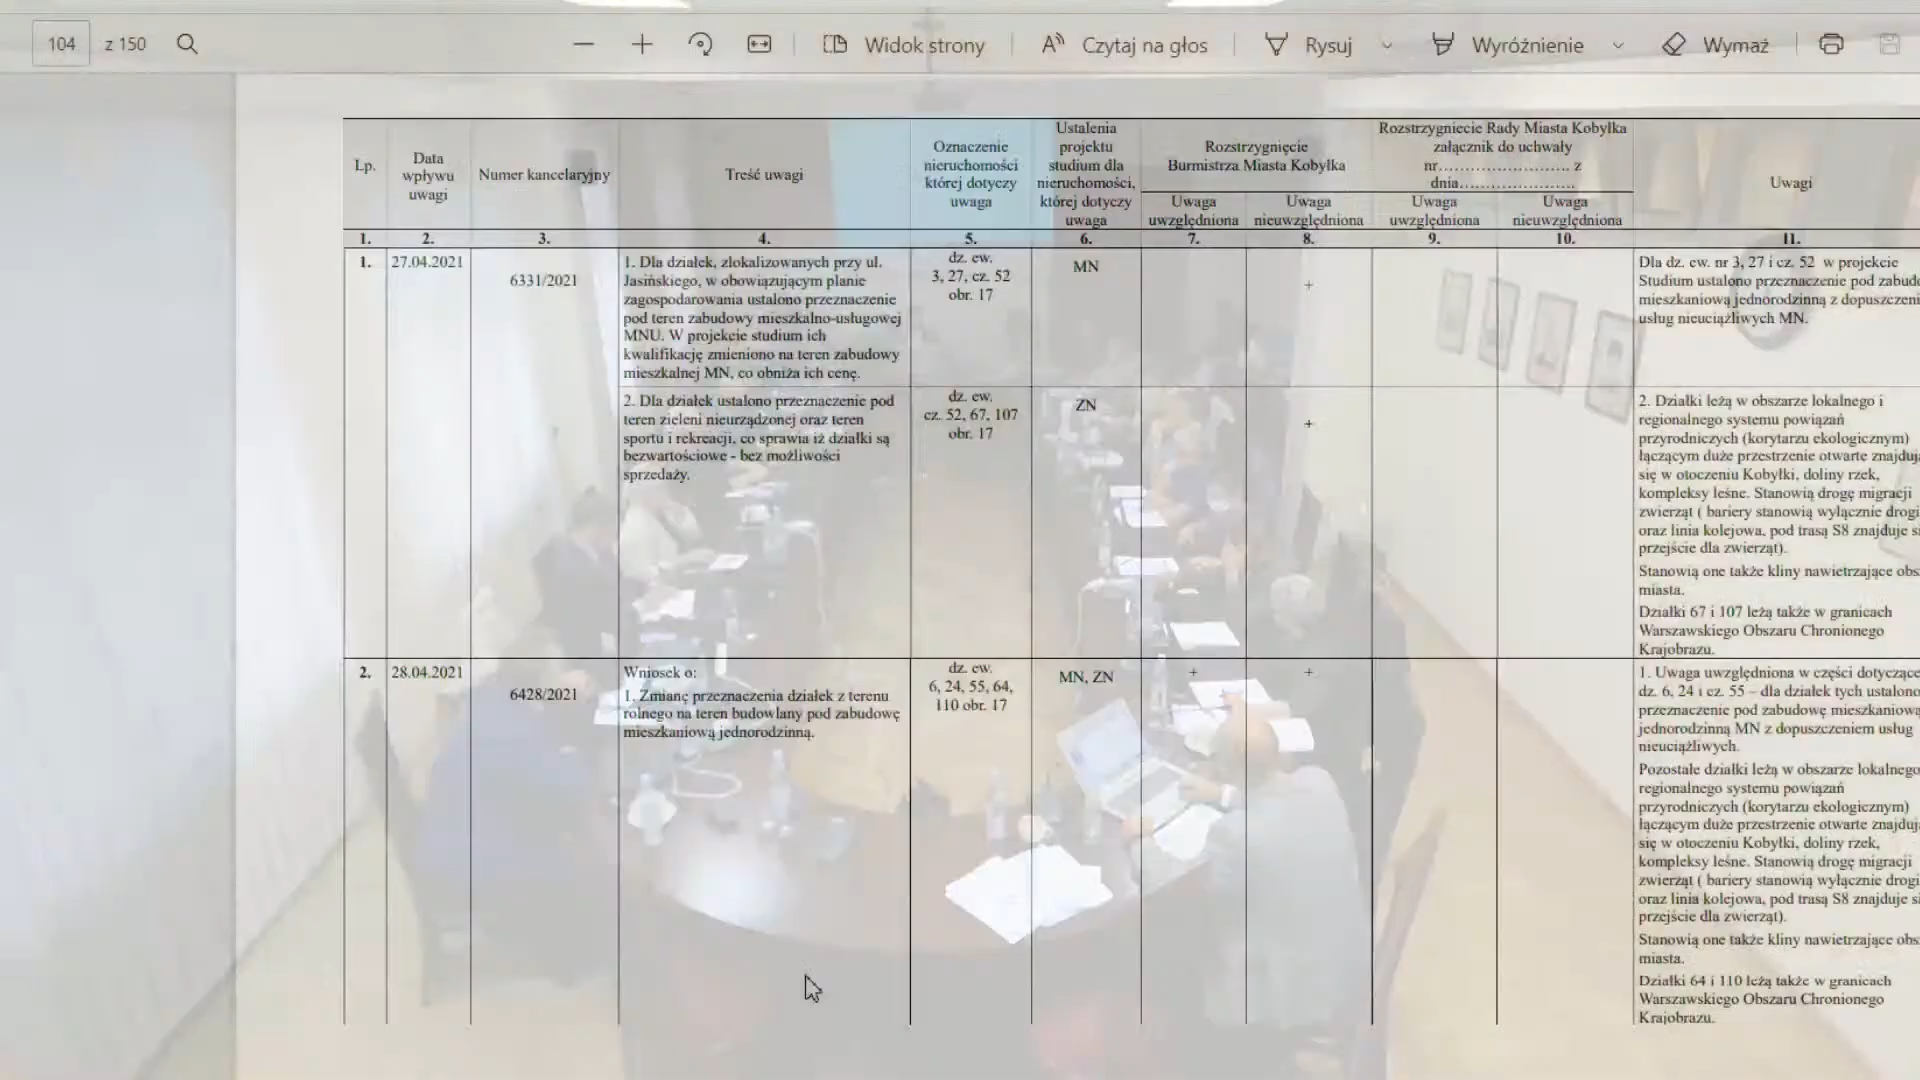 104 z 150
Widok strony
Czytaj na głos
Rysuj
Wyróżnienie
Wymaż
Lp.
Data
wpływu
uwagi
Numer kancelaryjny
Treść uwagi
Oznaczenie
nieruchomości
której dotyczy
uwaga
Ustalenia
projektu
studium dla
nieruchomości,
której dotyczy
uwaga
Rozstrzygnięcie
Burmistrza Miasta Kobyłka
Uwaga
uwzględniona
Uwaga
nieuwzględniona
Rozstrzygniecie Rady Miasta Kobyłka
załącznik do uchwały
nr........................... z
dnia......................
Uwaga
uwzględniona
Uwaga
nieuwzględniona
Uwagi
1. 2. 3. 4. 5. 6. 7. 8. 9. 10. 11.
1. 27.04.2021
6331/2021
1. Dla działek, zlokalizowanych przy ul.
Jasińskiego, w obowiązującym planie
zagospodarowania ustalono przeznaczenie
pod teren zabudowy mieszkalno-usługowej
MNU. W projekcie studium ich
kwalifikację zmieniono na teren zabudowy
mieszkalnej MN, co obniża ich cenę.
dz. ew.
3, 27, cz. 52
obr. 17
MN
+
Dla dz. ew. nr 3, 27 i cz. 52 w projekcie
Studium ustalono przeznaczenie pod zabudo
mieszkaniową jednorodzinną z dopuszczeni
usług nieuciążliwych MN.
2. Dla działek ustalono przeznaczenie pod
teren zieleni nieurządzonej oraz teren
sportu i rekreacji, co sprawia iż działki są
bezwartościowe - bez możliwości
sprzedaży.
dz. ew.
cz. 52, 67, 107
obr. 17
ZN
+
2. Działki leżą w obszarze lokalnego i
regionalnego systemu powiązań
przyrodniczych (korytarzu ekologicznym)
łączącym duże przestrzenie otwarte znajdują
się w otoczeniu Kobyłki, doliny rzek,
kompleksy leśne. Stanowią drogę migracji
zwierząt ( bariery stanowią wyłącznie drogi
oraz linia kolejowa, pod trasą S8 znajduje si
przejście dla zwierząt).
Stanowią one także kliny nawietrzające obs
miasta.
Działki 67 i 107 leżą także w granicach
Warszawskiego Obszaru Chronionego
Krajobrazu.
2. 28.04.2021
6428/2021
Wniosek o:
1. Zmianę przeznaczenia działek z terenu
rolnego na teren budowlany pod zabudowę
mieszkaniową jednorodzinną.
dz. ew.
6, 24, 55, 64,
110 obr. 17
MN, ZN
+ +
1. Uwaga uwzględniona w części dotyczące
dz. 6, 24 i cz. 55 – dla działek tych ustalono
przeznaczenie pod zabudowę mieszkaniową
jednorodzinną MN z dopuszczeniem usług
nieuciążliwych.
Pozostałe działki leżą w obszarze lokalnego
regionalnego systemu powiązań
przyrodniczych (korytarzu ekologicznym)
łączącym duże przestrzenie otwarte znajdują
się w otoczeniu Kobyłki, doliny rzek,
kompleksy leśne. Stanowią drogę migracji
zwierząt ( bariery stanowią wyłącznie drogi
oraz linia kolejowa, pod trasą S8 znajduje si
przejście dla zwierząt).
Stanowią one także kliny nawietrzające obs
miasta.
Działki 64 i 110 leżą także w granicach
Warszawskiego Obszaru Chronionego
Krajobrazu.